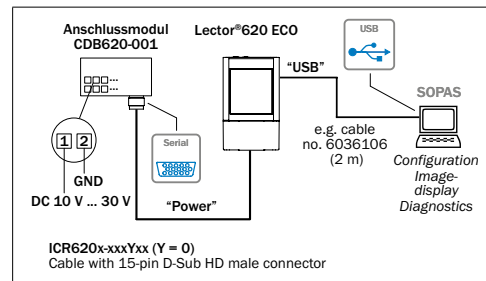 Anschlussmodul
CDB620-001
Lector®620 ECO
USB
"USB"
SOPAS
Serial
1 2
GND
DC 10 V ... 30 V
e.g. cable
no. 6036106
(2 m)
Configuration
Image-
display
Diagnostics
"Power"
ICR620x-xxxYxx (Y = 0)
Cable with 15-pin D-Sub HD male connector